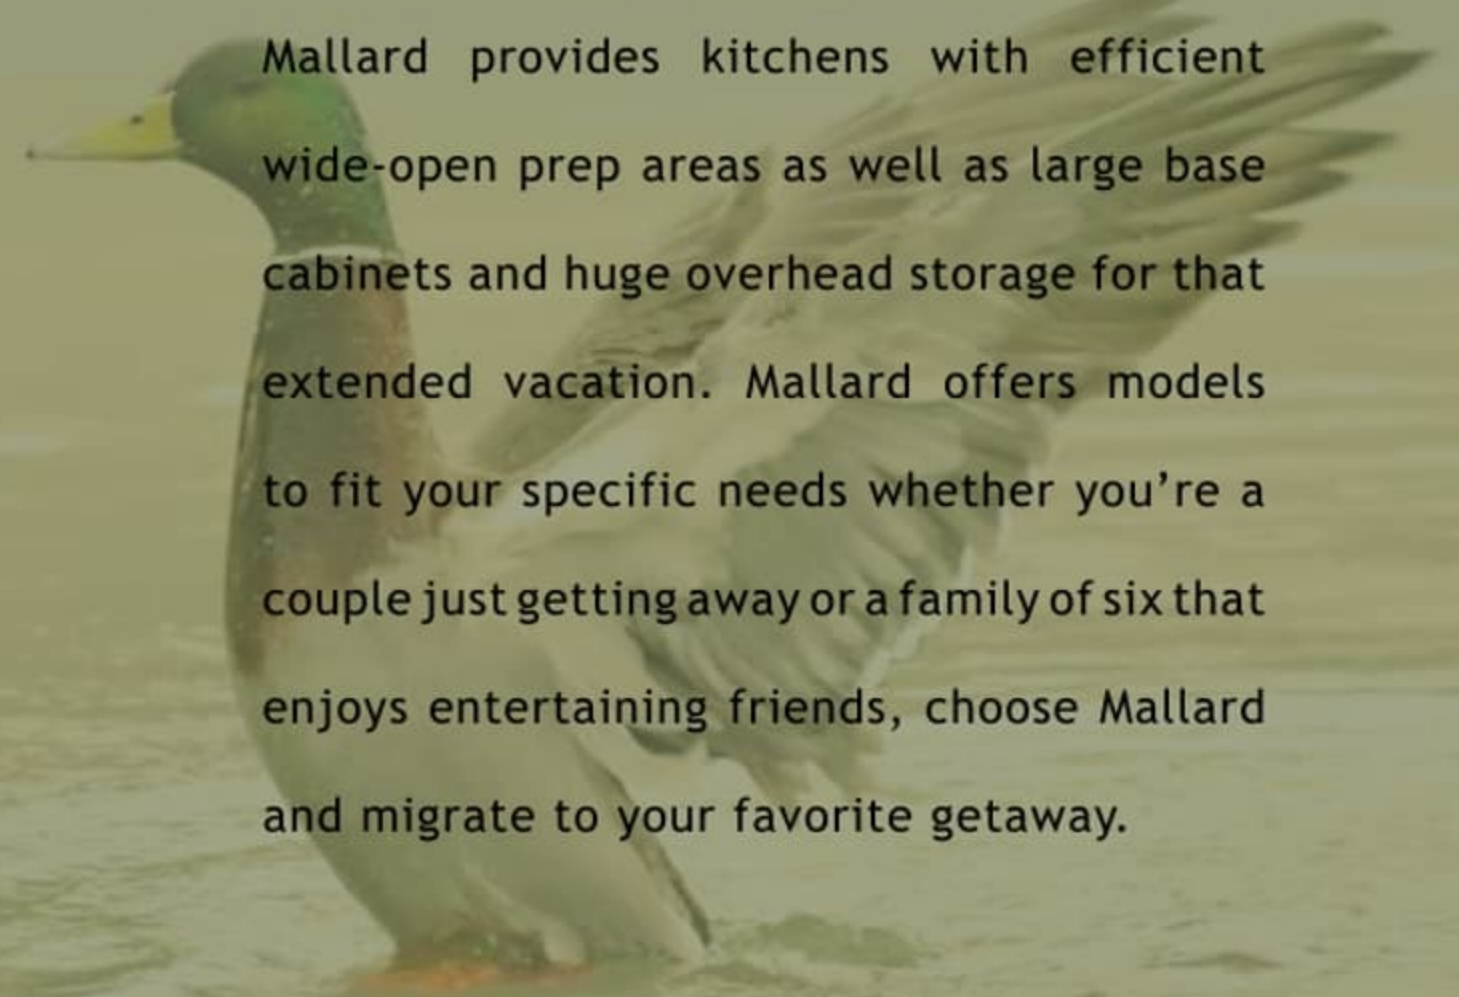 Mallard provides kitchens with efficient
wide-open prep areas as well as large base
cabinets and huge overhead storage for that
extended vacation. Mallard offers models
to fit your specific needs whether you’re a
couple just getting away or a family of six that
enjoys entertaining friends, choose Mallard
and migrate to your favorite getaway.